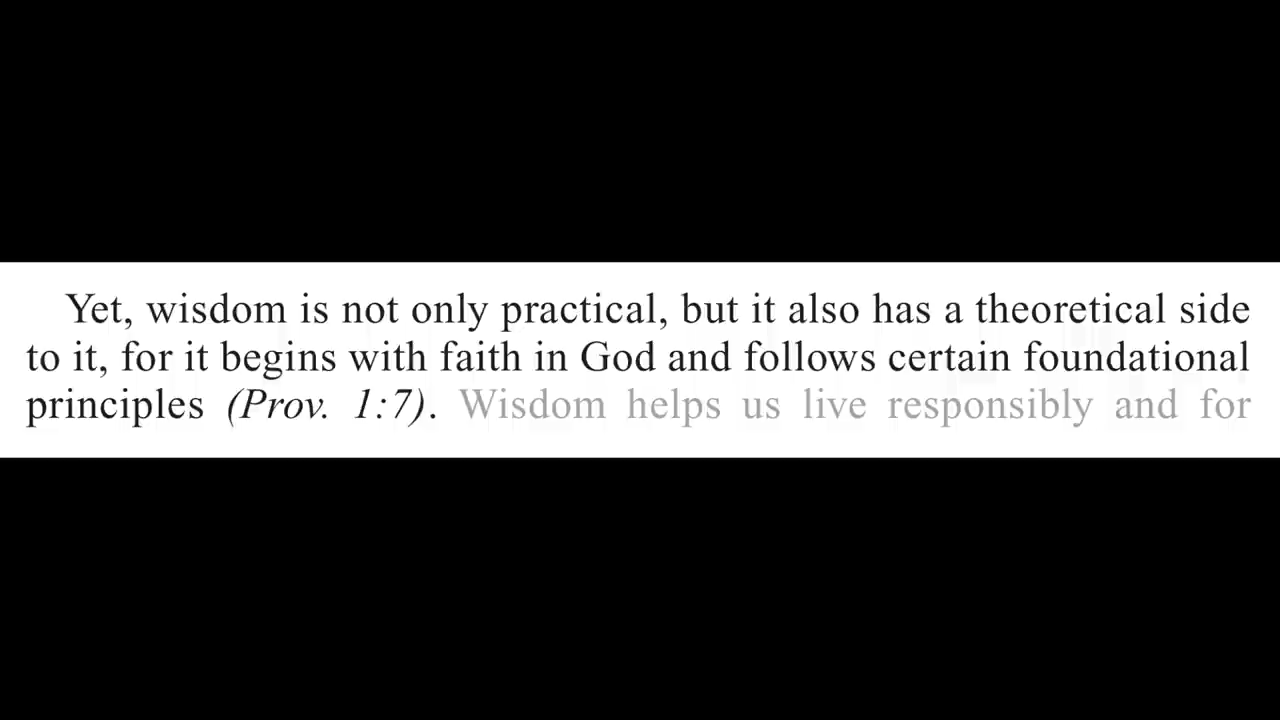 Yet, wisdom is not only practical, but it also has a theoretical side
to it, for it begins with faith in God and follows certain foundational
principles (Prov. 1:7). Wisdom helps us live responsibly and for